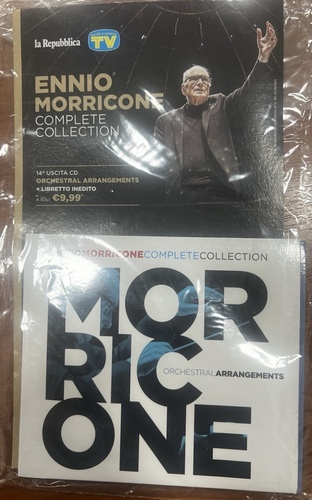 la Repubblica
TV
ENNIO
MORRICONE
COMPLETE
COLLECTION
14ª USCITA CD
ORCHESTRAL ARRANGEMENTS
+ LIBRETTO INEDITO
€9,99
MORRICONECOMPLETECOLLECTION
MOR
RIC
ORCHESTRALARRANGEMENTS
ONE